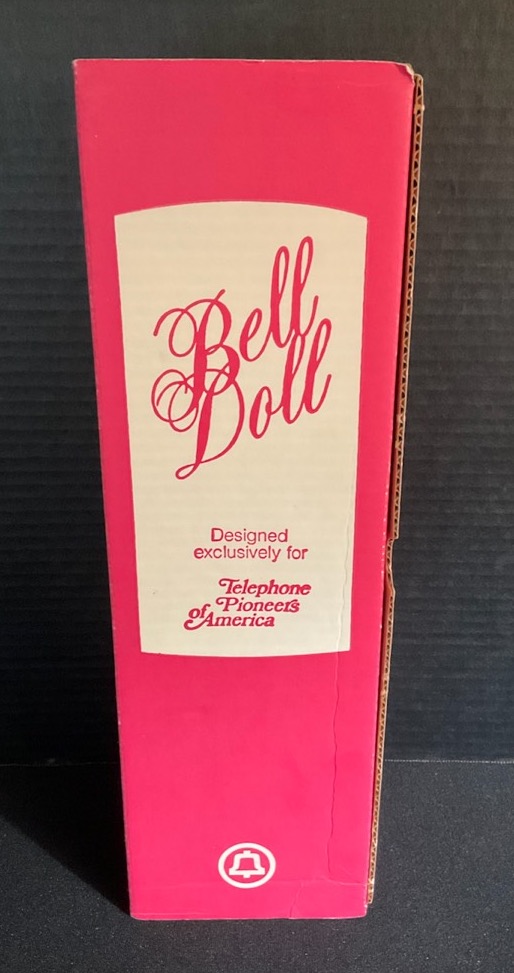 Bell
Doll
Designed
exclusively for
Telephone
Pioneers
of America